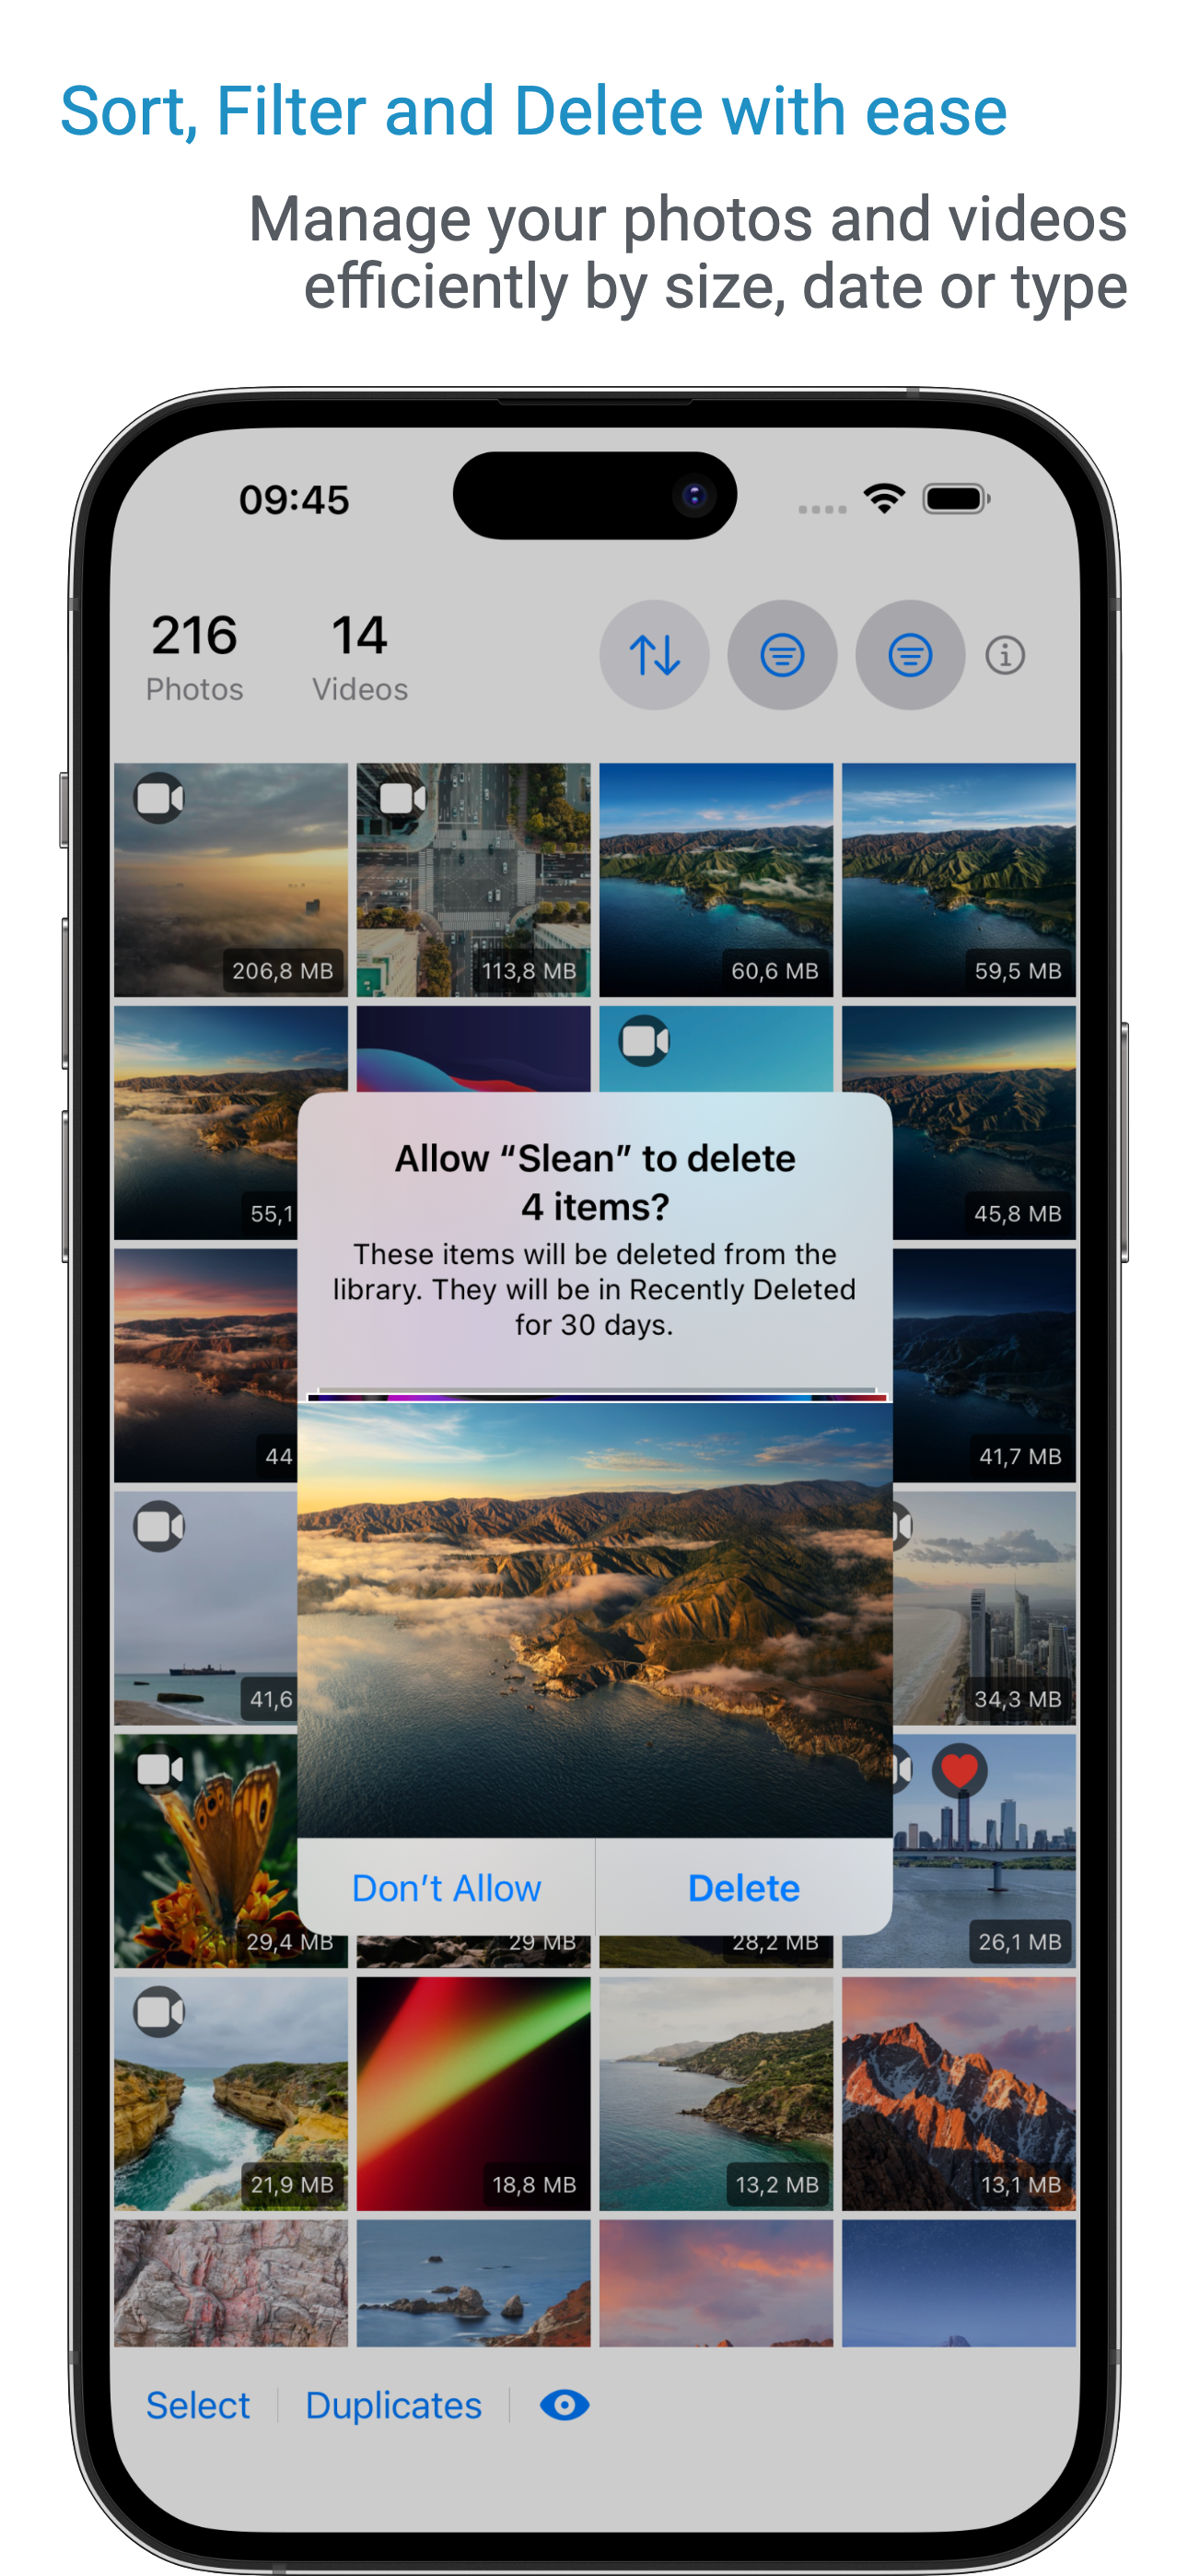 Sort, Filter and Delete with ease
Manage your photos and videos
efficiently by size, date or type
09:45
216
Photos
14
Videos
206,8 MB
113,8 MB
60,6 MB
59,5 MB
55,1
45,8 MB
Allow “Slean” to delete
4 items?
These items will be deleted from the
library. They will be in Recently Deleted
for 30 days.
44
41,7 MB
41,6
34,3 MB
Don’t Allow
Delete
29,4 MB
29 MB
28,2 MB
26,1 MB
21,9 MB
18,8 MB
13,2 MB
13,1 MB
Select
Duplicates